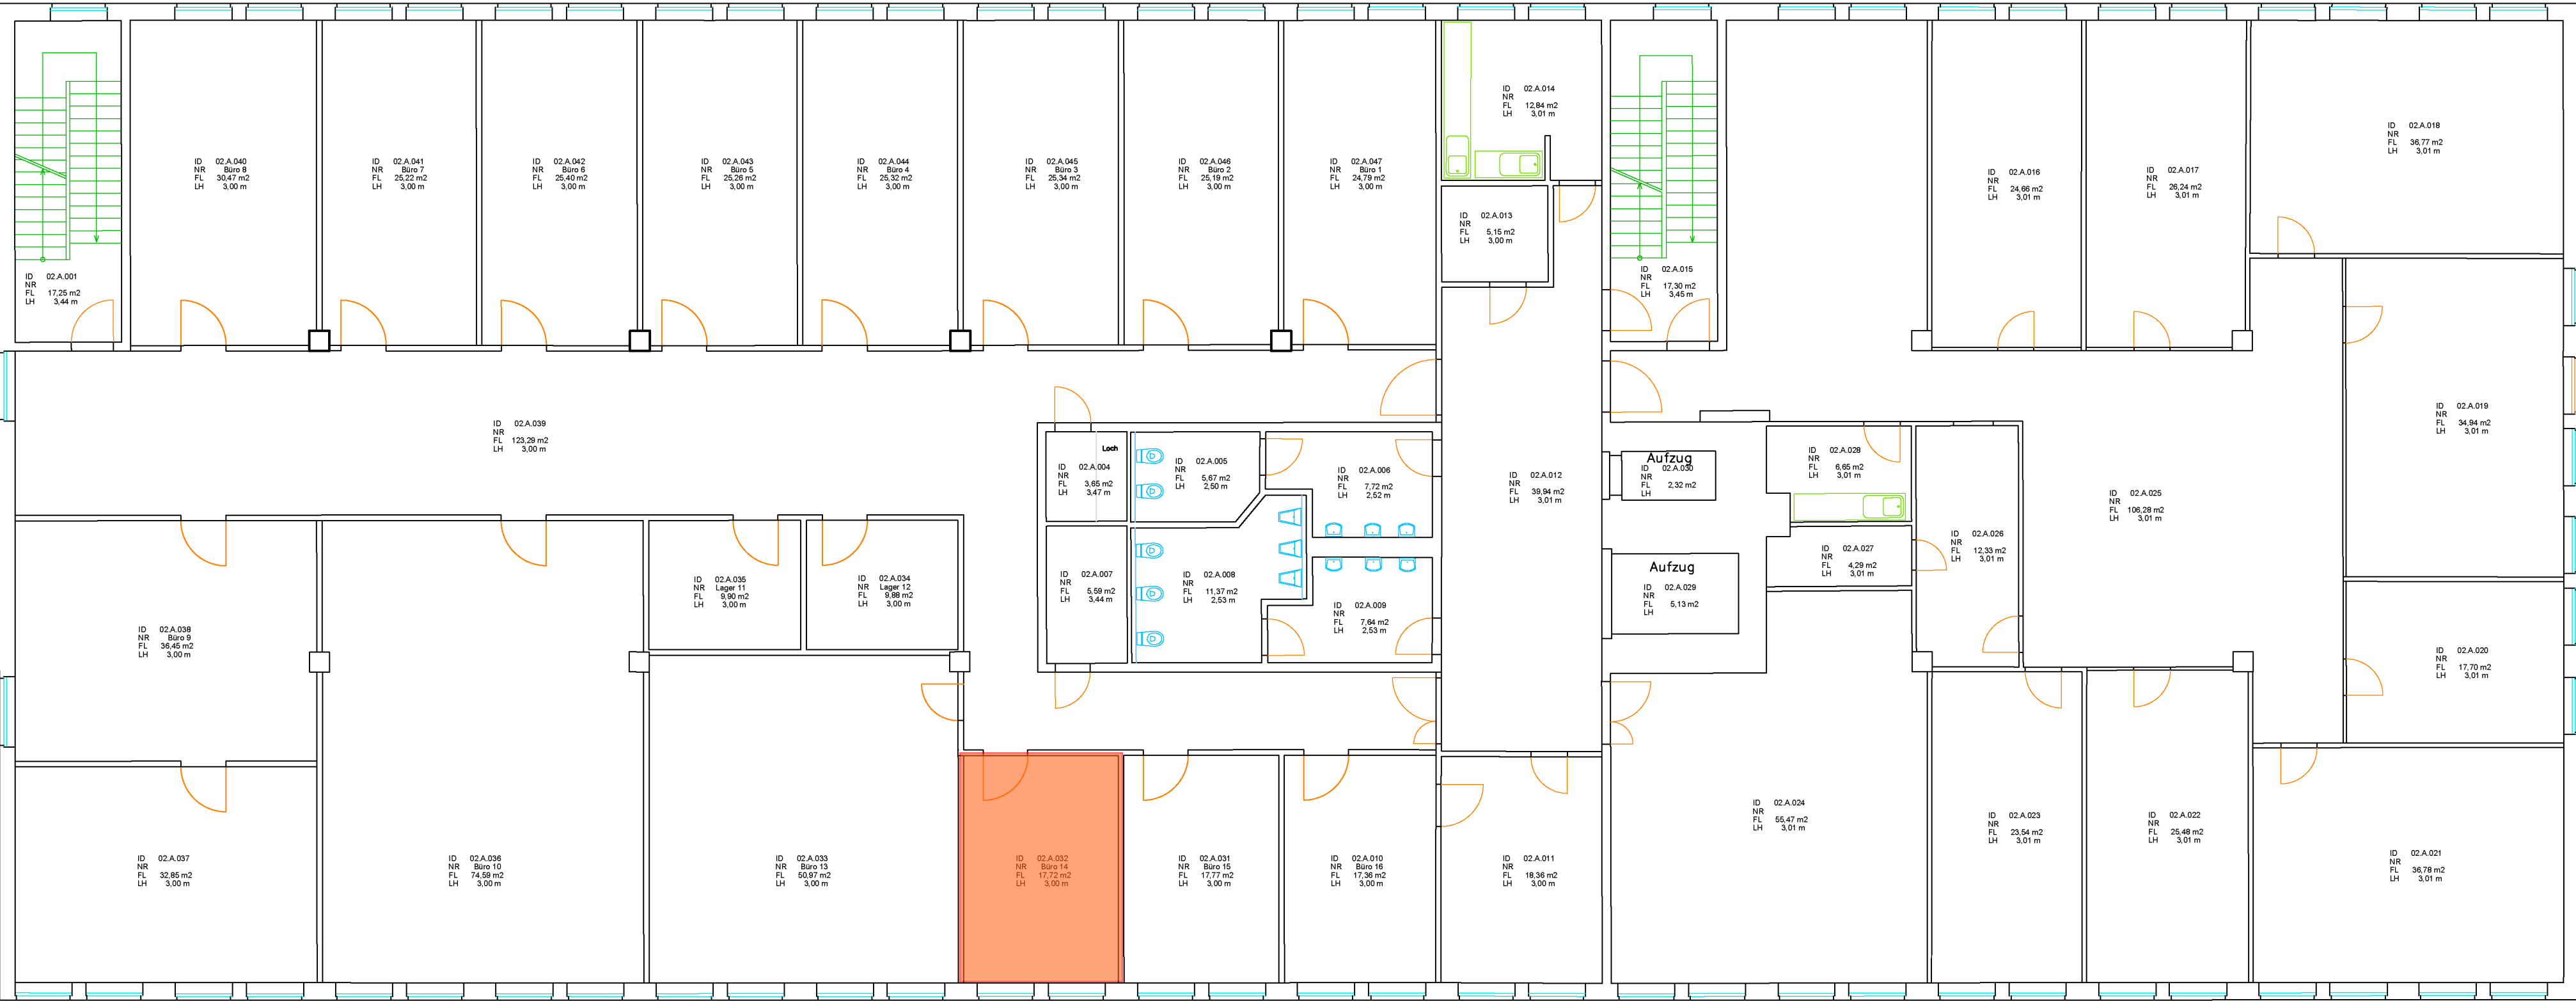 ID 02.A.001
NR
FL 17,25 m2
LH 3,44 m
ID 02.A.040
NR Büro 8
FL 30,47 m2
LH 3,00 m
ID 02.A.041
NR Büro 7
FL 25,22 m2
LH 3,00 m
ID 02.A.042
NR Büro 6
FL 25,40 m2
LH 3,00 m
ID 02.A.043
NR Büro 5
FL 25,26 m2
LH 3,00 m
ID 02.A.044
NR Büro 4
FL 25,32 m2
LH 3,00 m
ID 02.A.045
NR Büro 3
FL 25,34 m2
LH 3,00 m
ID 02.A.046
NR Büro 2
FL 25,19 m2
LH 3,00 m
ID 02.A.047
NR Büro 1
FL 24,79 m2
LH 3,00 m
ID 02.A.014
NR
FL 12,84 m2
LH 3,01 m
ID 02.A.013
NR
FL 5,15 m2
LH 3,00 m
ID 02.A.015
NR
FL 17,30 m2
LH 3,45 m
ID 02.A.016
NR
FL 24,66 m2
LH 3,01 m
ID 02.A.017
NR
FL 26,24 m2
LH 3,01 m
ID 02.A.018
NR
FL 36,77 m2
LH 3,01 m
ID 02.A.039
NR
FL 123,29 m2
LH 3,00 m
Loch
ID 02.A.004
NR
FL 3,65 m2
LH 3,47 m
ID 02.A.005
NR
FL 5,67 m2
LH 2,50 m
ID 02.A.006
NR
FL 7,72 m2
LH 2,52 m
ID 02.A.012
NR
FL 39,94 m2
LH 3,01 m
Aufzug
ID 02.A.030
NR
FL 2,32 m2
LH
ID 02.A.028
NR
FL 6,65 m2
LH 3,01 m
ID 02.A.025
NR
FL 106,28 m2
LH 3,01 m
ID 02.A.019
NR
FL 34,94 m2
LH 3,01 m
ID 02.A.038
NR Büro 9
FL 36,45 m2
LH 3,00 m
ID 02.A.035
NR Lager 11
FL 9,90 m2
LH 3,00 m
ID 02.A.034
NR Lager 12
FL 9,88 m2
LH 3,00 m
ID 02.A.007
NR
FL 5,59 m2
LH 3,44 m
ID 02.A.008
NR
FL 11,37 m2
LH 2,53 m
ID 02.A.009
NR
FL 7,64 m2
LH 2,53 m
Aufzug
ID 02.A.029
NR
FL 5,13 m2
LH
ID 02.A.027
NR
FL 4,29 m2
LH 3,01 m
ID 02.A.026
NR
FL 12,33 m2
LH 3,01 m
ID 02.A.020
NR
FL 17,70 m2
LH 3,01 m
ID 02.A.037
NR
FL 32,85 m2
LH 3,00 m
ID 02.A.036
NR Büro 10
FL 74,59 m2
LH 3,00 m
ID 02.A.033
NR Büro 13
FL 50,97 m2
LH 3,00 m
ID 02.A.032
NR Büro 14
FL 17,72 m2
LH 3,00 m
ID 02.A.031
NR Büro 15
FL 17,77 m2
LH 3,00 m
ID 02.A.010
NR Büro 16
FL 17,36 m2
LH 3,00 m
ID 02.A.011
NR
FL 18,36 m2
LH 3,00 m
ID 02.A.024
NR
FL 55,47 m2
LH 3,01 m
ID 02.A.023
NR
FL 23,54 m2
LH 3,01 m
ID 02.A.022
NR
FL 25,48 m2
LH 3,01 m
ID 02.A.021
NR
FL 36,78 m2
LH 3,01 m